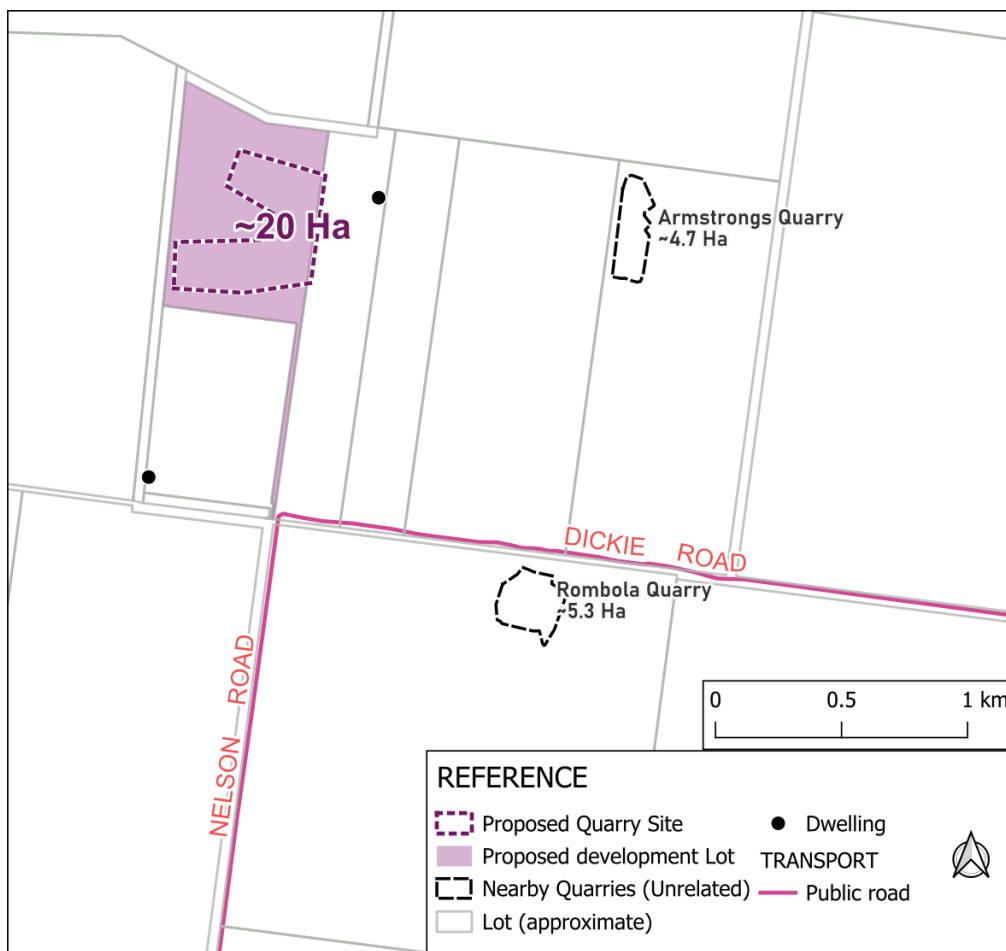 ~20 Ha
Armstrongs Quarry
~4.7 Ha
DICKIE ROAD
Rombola Quarry
~5.3 Ha
NELSON ROAD
0 0.5 1 km
REFERENCE
Proposed Quarry Site
Proposed development Lot
Nearby Quarries (Unrelated)
Lot (approximate)
Dwelling
TRANSPORT
Public road